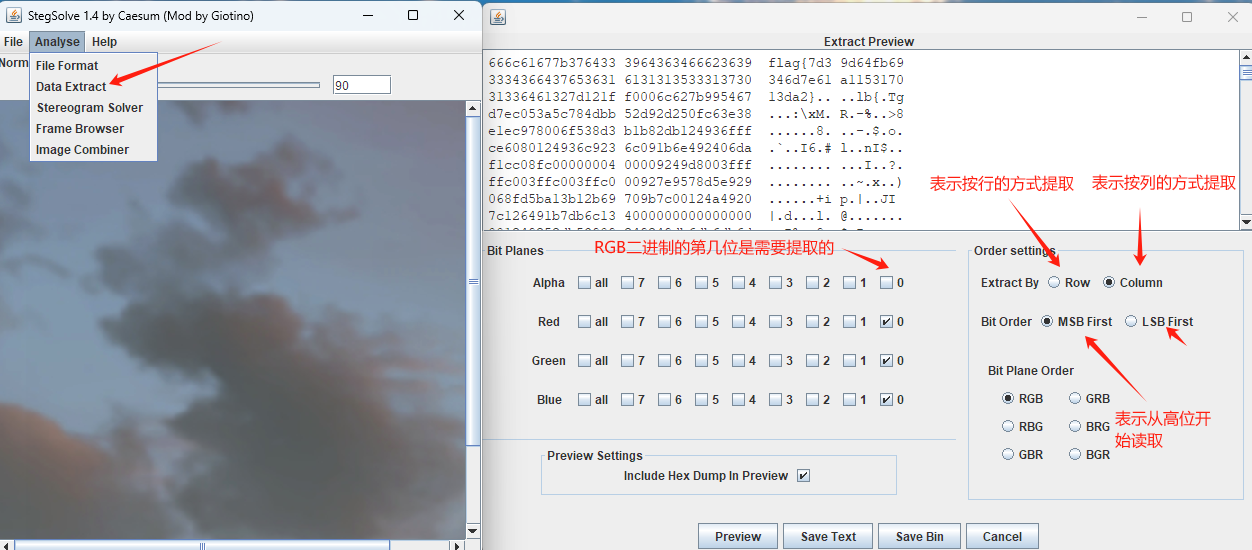 StegSolve 1.4 by Caesum (Mod by Giotino)
File Analyse Help
Norm
File Format
Data Extract
Stereogram Solver
Frame Browser
Image Combiner
90
Extract Preview
666c61677b376433 3964363466623639 flag{7d3 9d64fb69
3334366437653631 6131313533313730 346d7e61 a1153170
31336461327d121f f0006c627b995467 13da2}.. ..lb{.Tg
d7ec053a5c784dbb 52d92d250fc63e38 ...:\xM. R.-%..>8
e1ec978006f538d3 b1b82db124936fff ......8. ..-.$.o.
ce6080124936c923 6c091b6e492406da .`..I6.# l..nI$..
f1cc08fc00000004 00009249d8003fff ........ ...I..?.
ffc003ffc003ffc0 00927e9578d5e929 ........ ..~.x..)
068fd5ba13b12b69 709b7c00124a4920 ......+i p.|..JI
7c126491b7db6c13 4000000000000000 |.d...l. @.......
表示按行的方式提取
表示按列的方式提取
RGB二进制的第几位是需要提取的
Bit Planes
Alpha all 7 6 5 4 3 2 1 0
Red all 7 6 5 4 3 2 1 0
Green all 7 6 5 4 3 2 1 0
Blue all 7 6 5 4 3 2 1 0
Order settings
Extract By Row Column
Bit Order MSB First LSB First
Bit Plane Order
RGB GRB
RBG BRG
GBR BGR
表示从高位开
始读取
Preview Settings
Include Hex Dump In Preview
Preview Save Text Save Bin Cancel